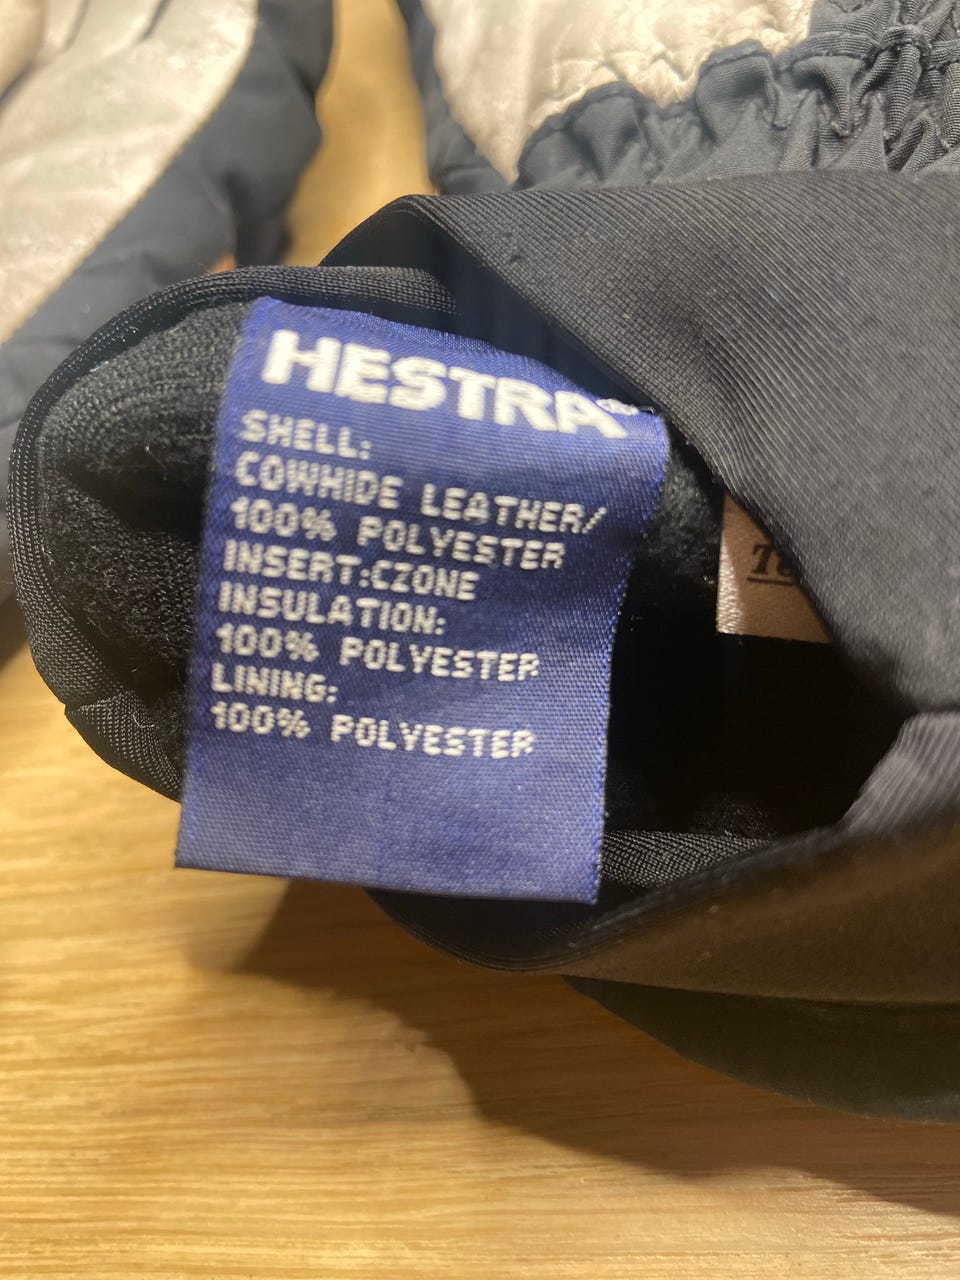 HESTRA®
SHELL:
COWHIDE LEATHER/
100% POLYESTER
INSERT:CZONE
INSULATION:
100% POLYESTER
LINING:
100% POLYESTER